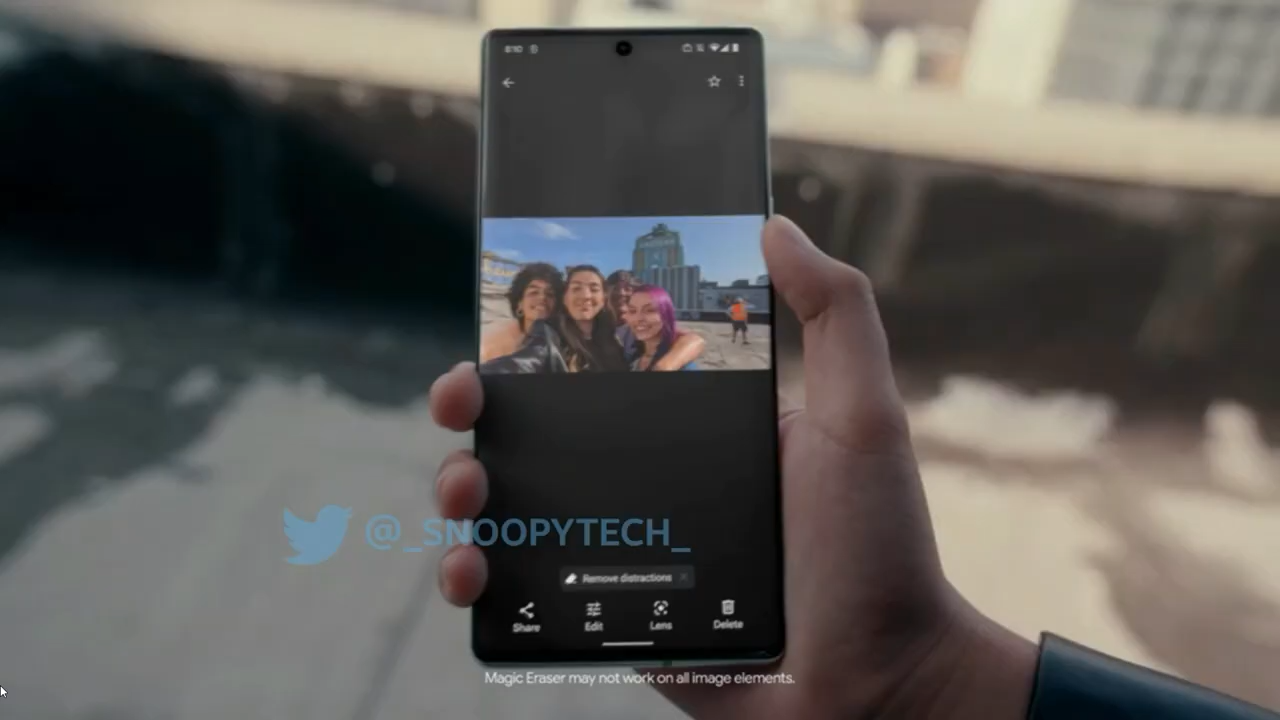 8:10
@_SNOOPYTECH_
Remove distractions
Share
Edit
Lens
Delete
Magic Eraser may not work on all image elements.